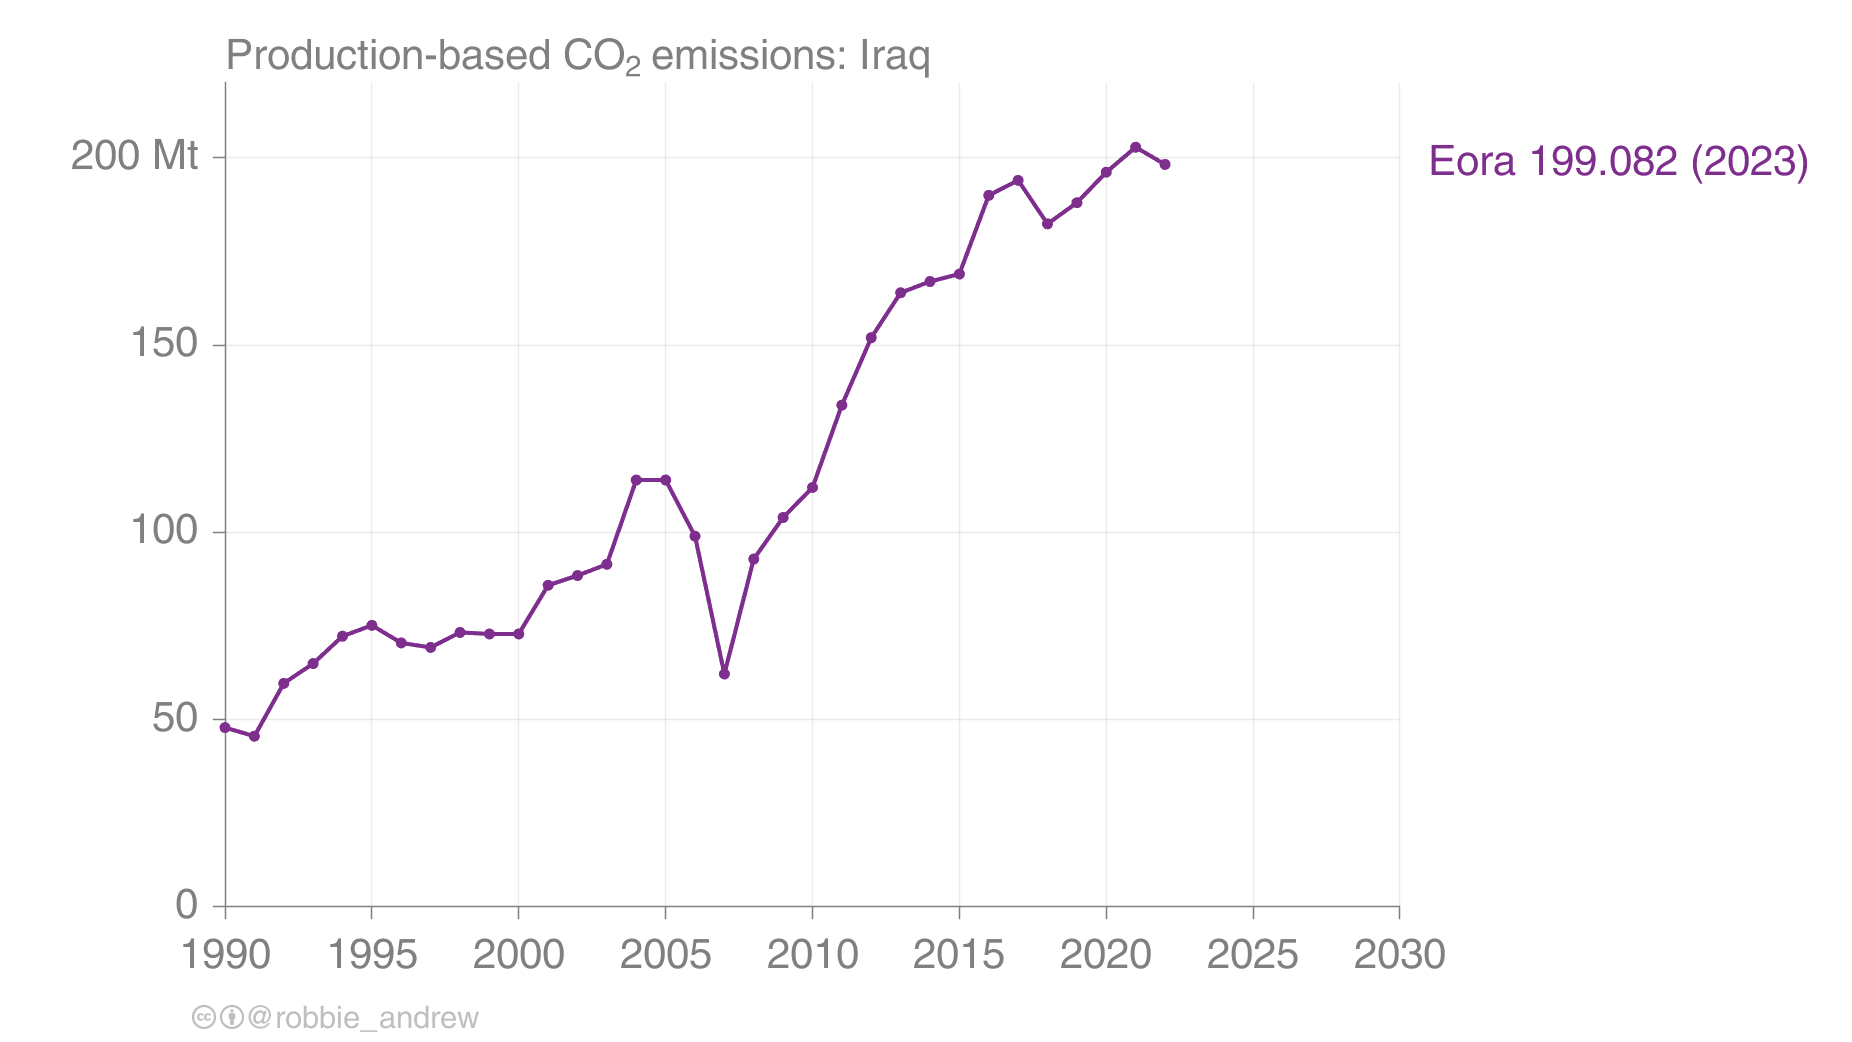 Production-based CO₂ emissions: Iraq
200 Mt
150
100
50
0
1990 1995 2000 2005 2010 2015 2020 2025 2030
Eora 199.082 (2023)
@robbie_andrew